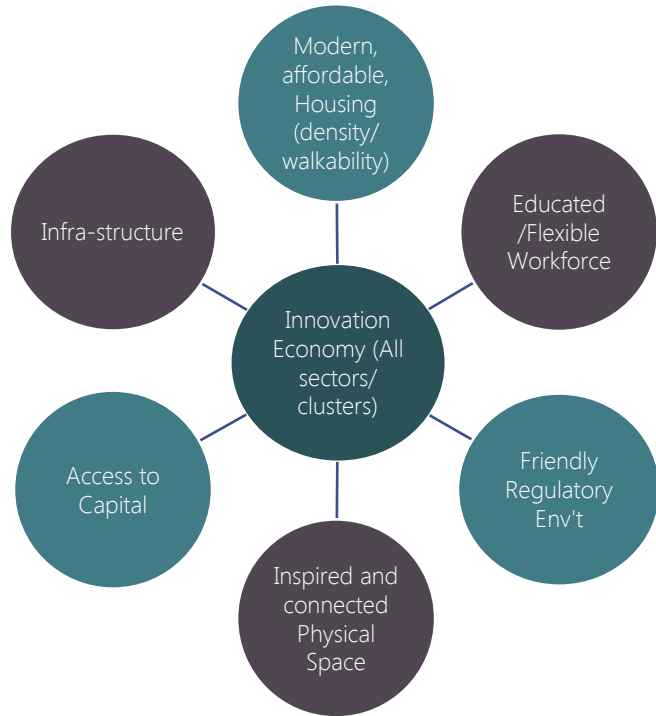 Modern,
affordable,
Housing
(density/
walkability)
Infra-structure
Educated
/Flexible
Workforce
Innovation
Economy (All
sectors/
clusters)
Access to
Capital
Friendly
Regulatory
Env't
Inspired and
connected
Physical
Space